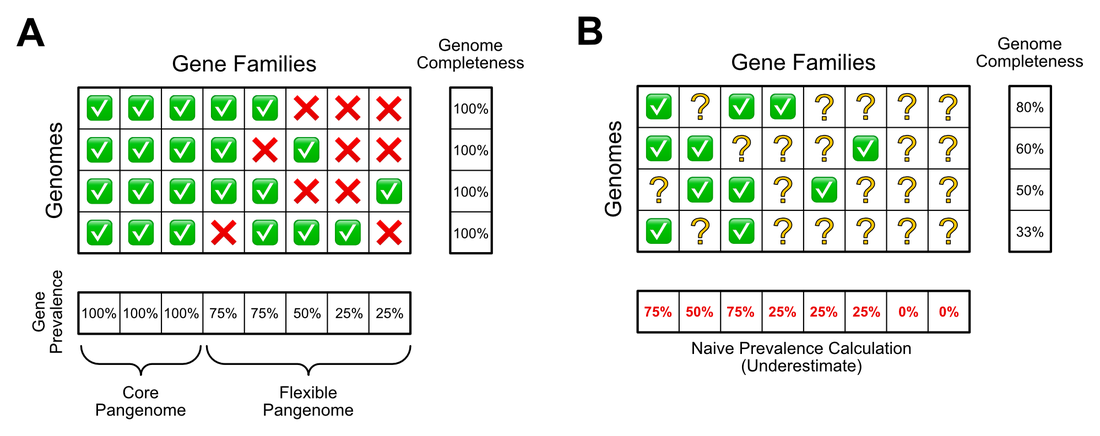 A
Gene Families
Genome
Completeness
Genomes
100%
100%
100%
100%
Gene
Prevalence
100% 100% 100% 75% 75% 50% 25% 25%
Core
Pangenome
Flexible
Pangenome
B
Gene Families
Genome
Completeness
Genomes
? ? ? ? ?
? ? ? ? ?
? ? ? ? ?
? ? ? ? ? ?
80%
60%
50%
33%
75% 50% 75% 25% 25% 25% 0% 0%
Naive Prevalence Calculation
(Underestimate)